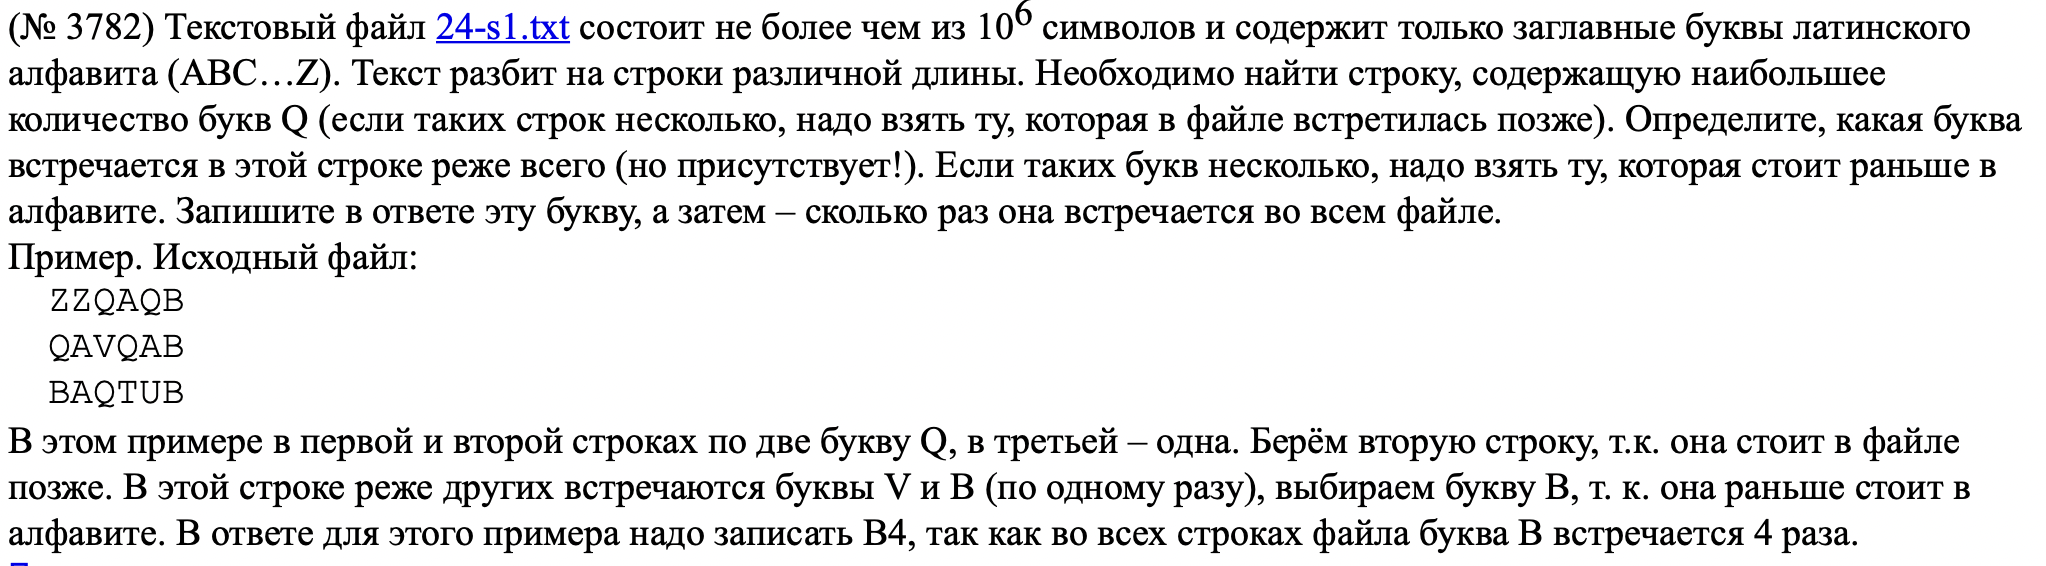 (№ 3782) Текстовый файл 24-s1.txt состоит не более чем из 10⁶ символов и содержит только заглавные буквы латинского
алфавита (ABC…Z). Текст разбит на строки различной длины. Необходимо найти строку, содержащую наибольшее
количество букв Q (если таких строк несколько, надо взять ту, которая в файле встретилась позже). Определите, какая буква
встречается в этой строке реже всего (но присутствует!). Если таких букв несколько, надо взять ту, которая стоит раньше в
алфавите. Запишите в ответе эту букву, а затем – сколько раз она встречается во всем файле.
Пример. Исходный файл:
ZZQAQB
QAVQAB
BAQTUB
В этом примере в первой и второй строках по две букву Q, в третьей – одна. Берём вторую строку, т.к. она стоит в файле
позже. В этой строке реже других встречаются буквы V и B (по одному разу), выбираем букву B, т. к. она раньше стоит в
алфавите. В ответе для этого примера надо записать B4, так как во всех строках файла буква B встречается 4 раза.